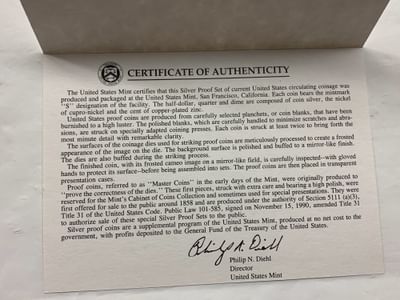 CERTIFICATE OF AUTHENTICITY
The United States Mint certifies that this Silver Proof Set of current United States circulating coinage was
produced and packaged at the United States Mint, San Francisco, California. Each coin bears the mintmark
"S" designation of the facility. The half-dollar, quarter and dime are composed of coin silver, the nickel
of cupro-nickel and the cent of copper-plated zinc.
United States proof coins are produced from carefully selected planchets, or coin blanks, that have been
burnished to a high luster. The polished blanks, which are carefully handled to minimize scratches and abra-
sions, are struck on specially adapted coining presses. Each coin is struck at least twice to bring forth the
most minute detail with remarkable clarity.
The surfaces of the coinage dies used for striking proof coins are meticulously processed to create a frosted
appearance of the image on the die. The background surface is polished and buffed to a mirror-like finish.
The dies are also buffed during the striking process.
The finished coin, with its frosted cameo image on a mirror-like field, is carefully inspected--with gloved
hands to protect its surface--before being assembled into sets. The proof coins are then placed in transparent
presentation cases.
Proof coins, referred to as "Master Coins" in the early days of the Mint, were originally produced to
"prove the correctness of the dies." These first pieces, struck with extra care and bearing a high polish, were
reserved for the Mint's Cabinet of Coins Collection and sometimes used for special presentations. They were
first offered for sale to the public around 1858 and are produced under the authority of Section 5111 (a)(3),
Title 31 of the United States Code. Public Law 101-585, signed on November 15, 1990, amended Title 31
to authorize sale of these special Silver Proof Sets to the public.
Silver proof coins are a supplemental program of the United States Mint, produced at no net cost to the
government, with profits deposited to the General Fund of the Treasury of the United States.
Philip N. Diehl
Philip N. Diehl
Director
United States Mint